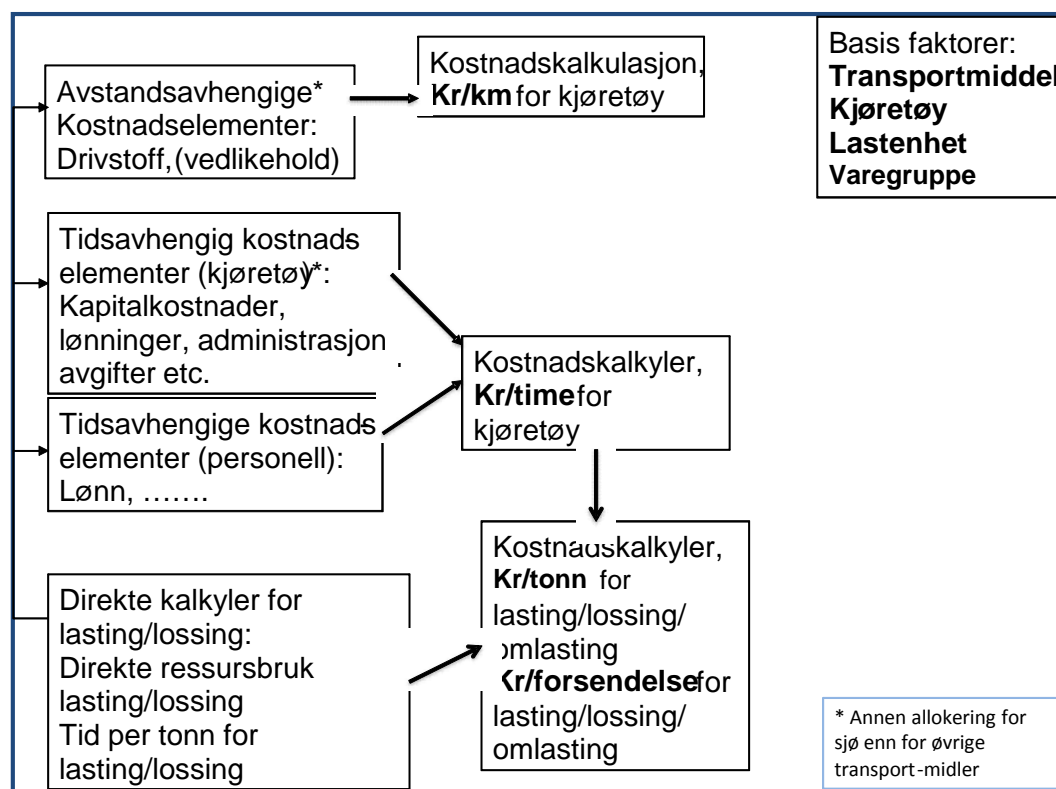 Avstandsavhengige*
Kostnadselementer:
Drivstoff,(vedlikehold)
Kostnadskalkulasjon,
Kr/km for kjøretøy
Basis faktorer:
Transportmiddel
Kjøretøy
Lastenhet
Varegruppe
Tidsavhengig kostnads-
elementer (kjøretøy)*:
Kapitalkostnader,
lønninger, administrasjon
avgifter etc.
Tidsavhengige kostnads-
elementer (personell):
Lønn, …….
Kostnadskalkyler,
Kr/time for
kjøretøy
Direkte kalkyler for
lasting/lossing:
Direkte ressursbruk
lasting/lossing
Tid per tonn for
lasting/lossing
Kostnadskalkyler,
Kr/tonn for
lasting/lossing/
omlasting
Kr/forsendelse for
lasting/lossing/
omlasting
* Annen allokering for
sjø enn for øvrige
transport-midler